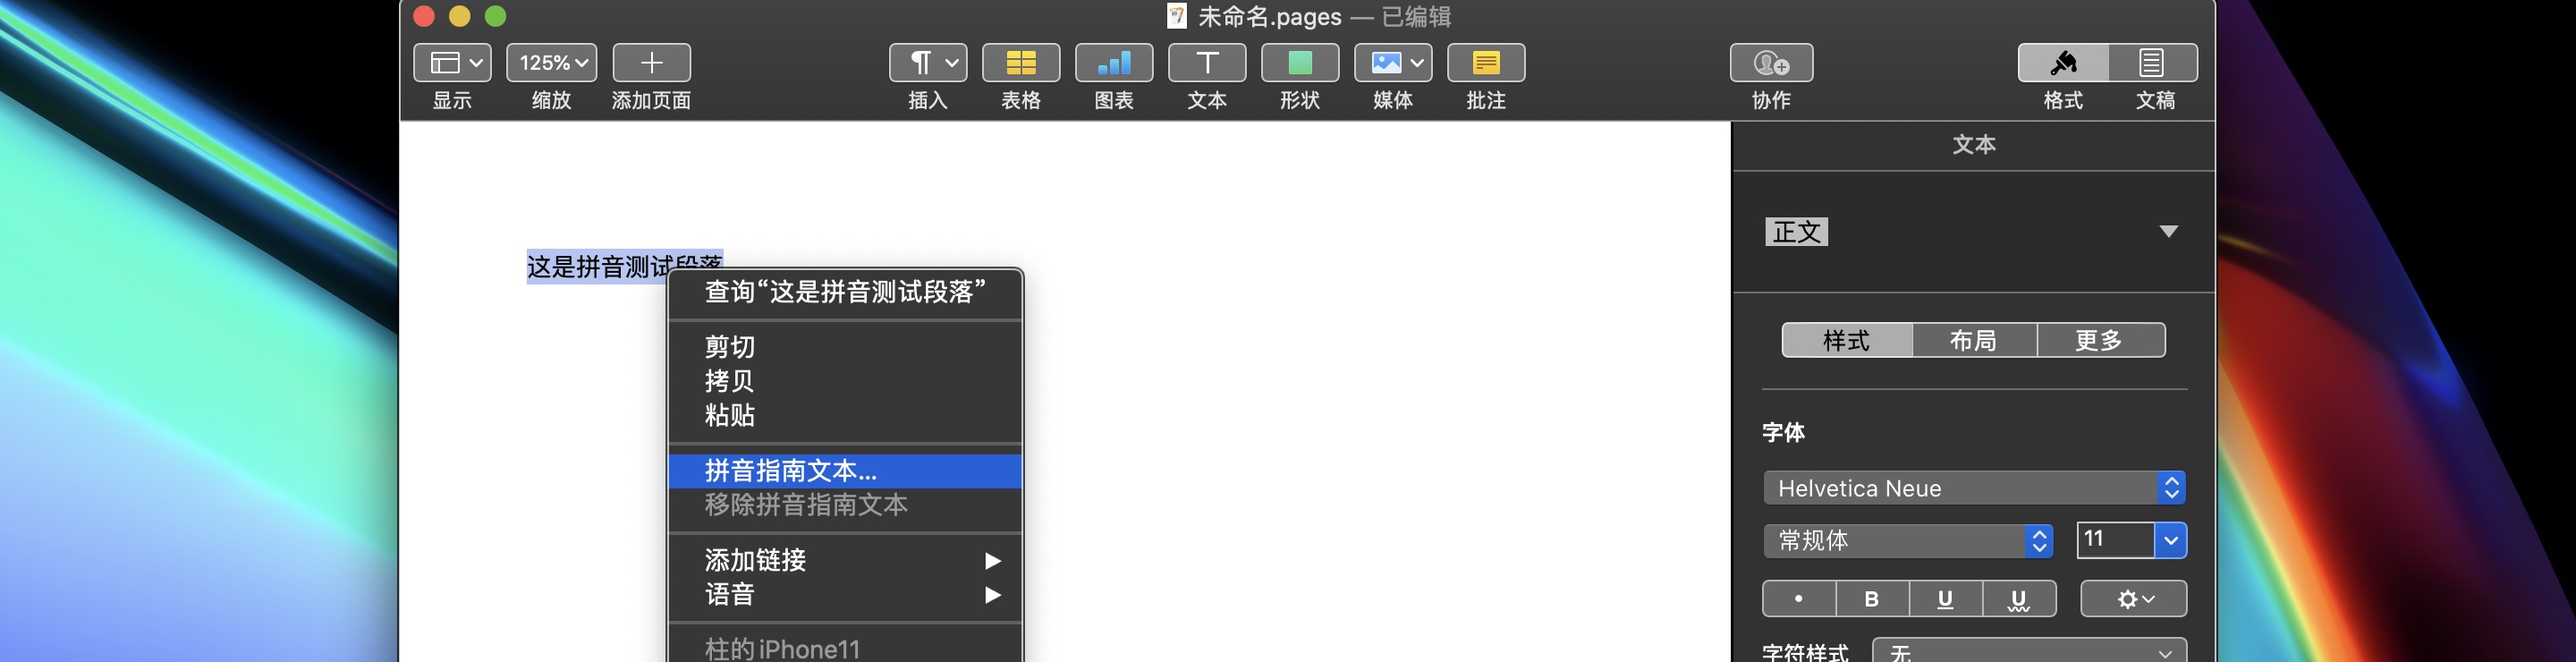 未命名.pages — 已编辑
125%
显示 缩放 添加页面 插入 表格 图表 文本 形状 媒体 批注 协作 格式 文稿
文本
正文
这是拼音测试段落
查询“这是拼音测试段落”
剪切
拷贝
粘贴
拼音指南文本...
移除拼音指南文本
添加链接
语音
柱的iPhone11
样式 布局 更多
字体
Helvetica Neue
常规体 11
B U U
字符样式 无